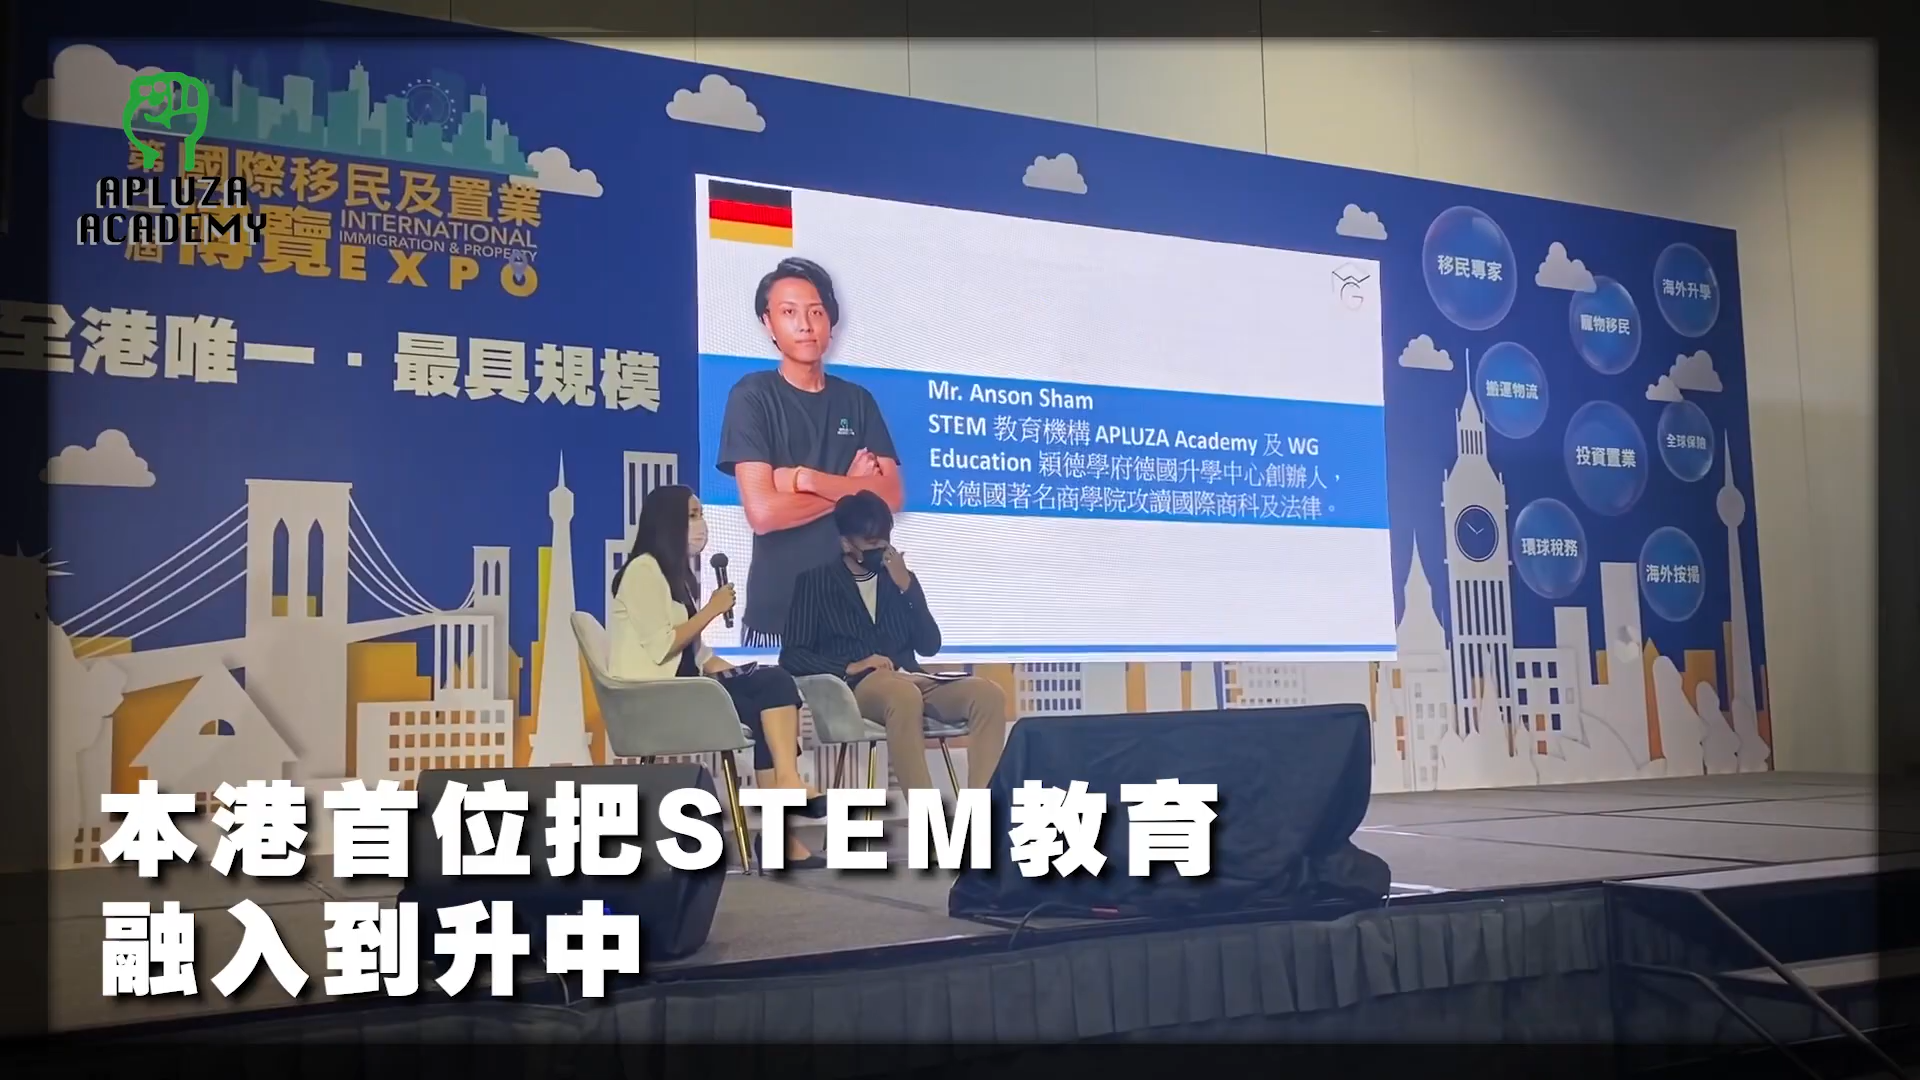 APLUZA
ACADEMY
國際移民及置業
博覽
INTERNATIONAL
IMMIGRATION & PROPERTY
EXPO
全港唯一·最具規模
Mr. Anson Sham
STEM 教育機構 APLUZA Academy 及 WG
Education 穎德學府德國升學中心創辦人，
於德國著名商學院攻讀國際商科及法律。
移民專家
寵物移民
海外升學
搬運物流
投資置業
全球保險
環球稅務
海外按揭
本港首位把STEM教育
融入到升中